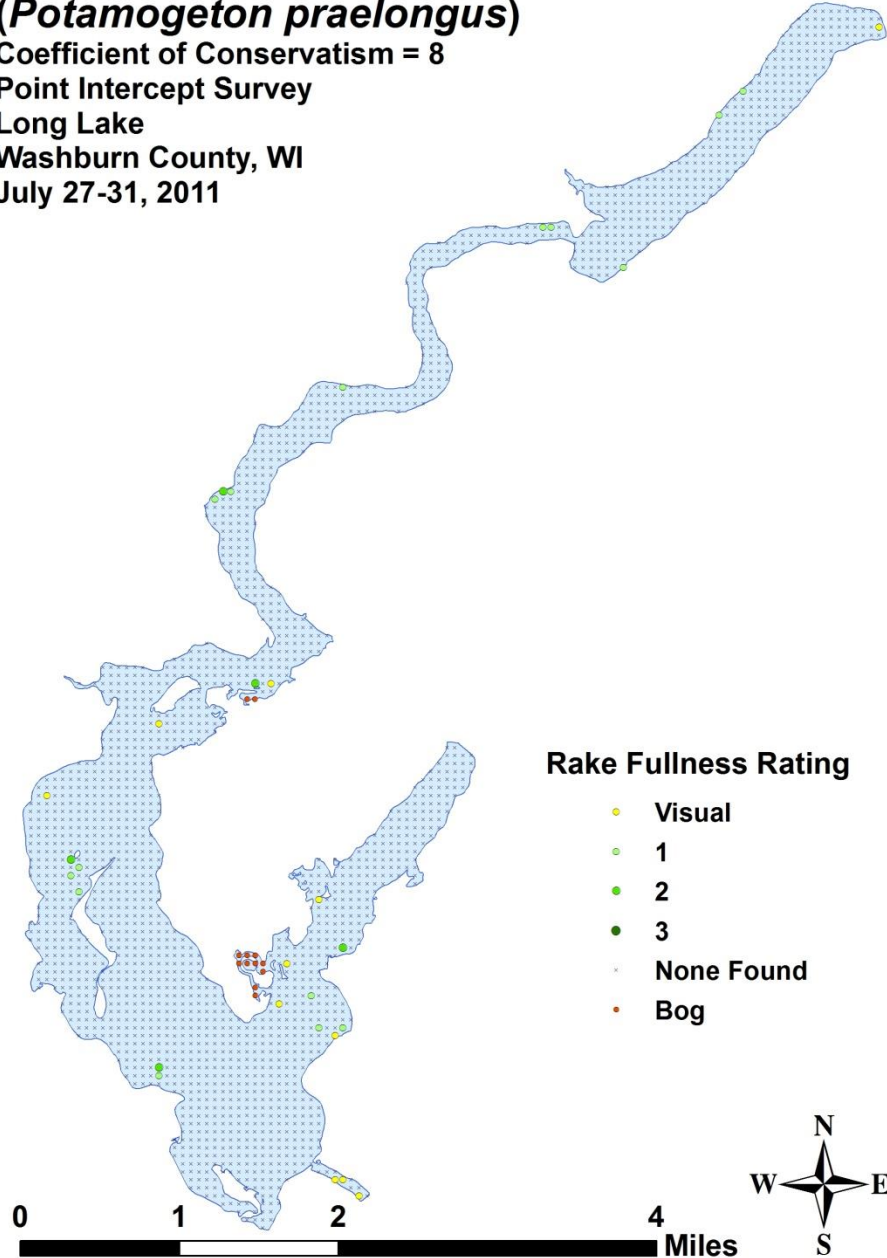 (Potamogeton praelongus)
Coefficient of Conservatism = 8
Point Intercept Survey
Long Lake
Washburn County, WI
July 27-31, 2011
Rake Fullness Rating
Visual
1
2
3
None Found
Bog
N
W E
S
0 1 2 4
Miles